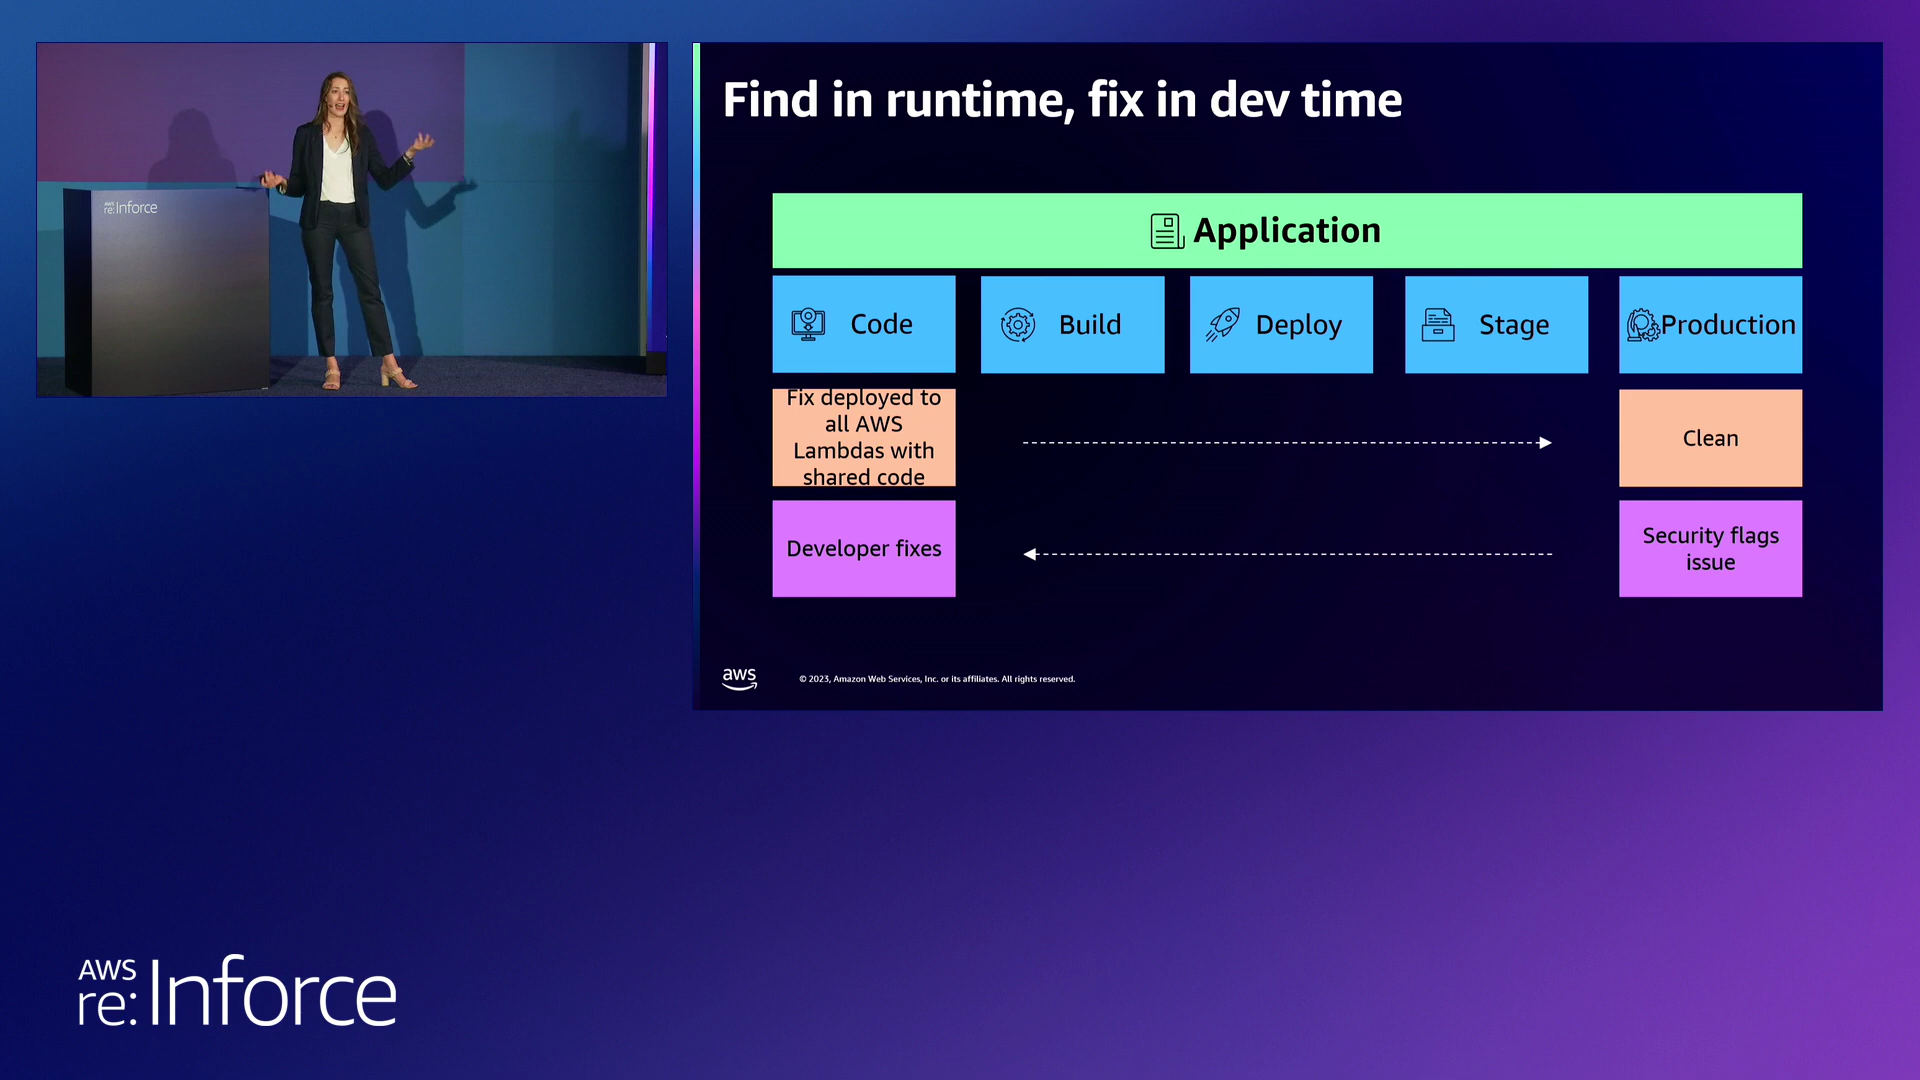 AWS
re:Inforce
Find in runtime, fix in dev time
Application
Code
Build
Deploy
Stage
Production
Fix deployed to
all AWS
Lambdas with
shared code
Clean
Developer fixes
Security flags
issue
aws
© 2023, Amazon Web Services, Inc. or its affiliates. All rights reserved.
AWS
re:Inforce